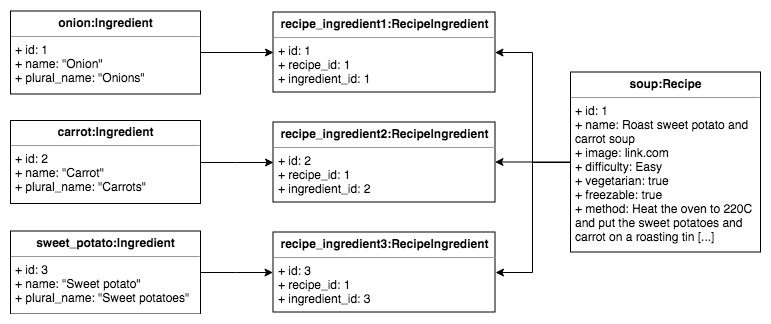 onion:Ingredient
+ id: 1
+ name: "Onion"
+ plural_name: "Onions"
recipe_ingredient1:RecipeIngredient
+ id: 1
+ recipe_id: 1
+ ingredient_id: 1
carrot:Ingredient
+ id: 2
+ name: "Carrot"
+ plural_name: "Carrots"
recipe_ingredient2:RecipeIngredient
+ id: 2
+ recipe_id: 1
+ ingredient_id: 2
sweet_potato:Ingredient
+ id: 3
+ name: "Sweet potato"
+ plural_name: "Sweet potatoes"
recipe_ingredient3:RecipeIngredient
+ id: 3
+ recipe_id: 1
+ ingredient_id: 3
soup:Recipe
+ id: 1
+ name: Roast sweet potato and
carrot soup
+ image: link.com
+ difficulty: Easy
+ vegetarian: true
+ freezable: true
+ method: Heat the oven to 220C
and put the sweet potatoes and
carrot on a roasting tin [...]